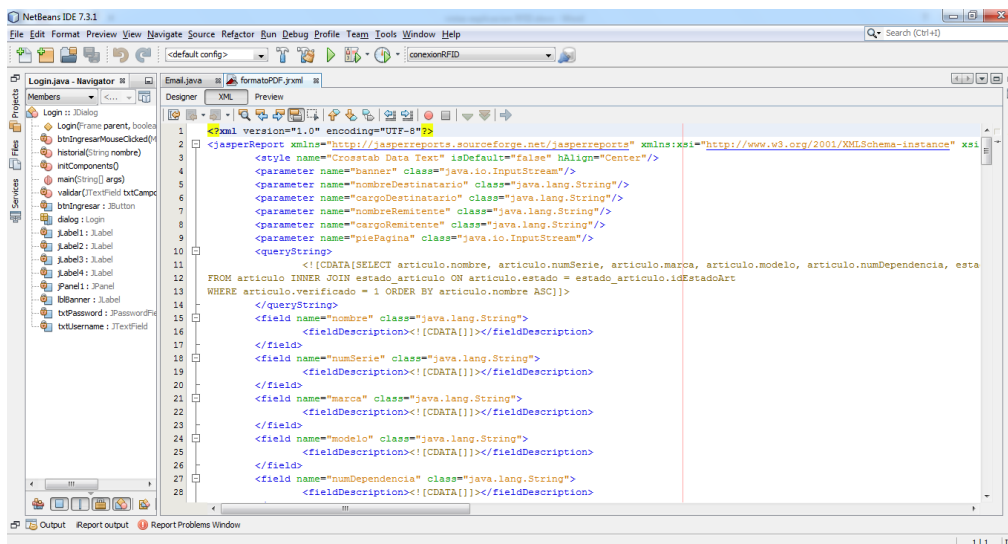 NetBeans IDE 7.3.1
File Edit Format Preview View Navigate Source Refactor Run Debug Profile Team Tools Window Help
Search (Ctrl+I)
<default config>
conexionRFID
Login.java - Navigator
Email.java
formatoPDF.jrxml
Members
<...
Designer XML Preview
Projects
Files
Services
Login :: JDialog
Login(Frame parent, boolea
btnIngresarMouseClicked(M
historial(String nombre)
initComponents()
main(String[] args)
validar(JTextField txtCampo
btnIngresar : JButton
dialog : Login
jLabel1 : JLabel
jLabel2 : JLabel
jLabel3 : JLabel
jLabel4 : JLabel
jPanel1 : JPanel
lblBanner : JLabel
txtPassword : JPasswordFie
txtUsername : JTextField
1 <?xml version="1.0" encoding="UTF-8"?>
2 <jasperReport xmlns="http://jasperreports.sourceforge.net/jasperreports" xmlns:xsi="http://www.w3.org/2001/XMLSchema-instance" xsi
3 <style name="Crosstab Data Text" isDefault="false" hAlign="Center"/>
4 <parameter name="banner" class="java.io.InputStream"/>
5 <parameter name="nombreDestinatario" class="java.lang.String"/>
6 <parameter name="cargoDestinatario" class="java.lang.String"/>
7 <parameter name="nombreRemitente" class="java.lang.String"/>
8 <parameter name="cargoRemitente" class="java.lang.String"/>
9 <parameter name="piePagina" class="java.io.InputStream"/>
10 <queryString>
11 <![CDATA[SELECT articulo.nombre, articulo.numSerie, articulo.marca, articulo.modelo, articulo.numDependencia, esta
12 FROM articulo INNER JOIN estado_articulo ON articulo.estado = estado_articulo.idEstadoArt
13 WHERE articulo.verificado = 1 ORDER BY articulo.nombre ASC]]>
14 </queryString>
15 <field name="nombre" class="java.lang.String">
16 <fieldDescription><![CDATA[]]></fieldDescription>
17 </field>
18 <field name="numSerie" class="java.lang.String">
19 <fieldDescription><![CDATA[]]></fieldDescription>
20 </field>
21 <field name="marca" class="java.lang.String">
22 <fieldDescription><![CDATA[]]></fieldDescription>
23 </field>
24 <field name="modelo" class="java.lang.String">
25 <fieldDescription><![CDATA[]]></fieldDescription>
26 </field>
27 <field name="numDependencia" class="java.lang.String">
28 <fieldDescription><![CDATA[]]></fieldDescription>
Output iReport output Report Problems Window
1|1